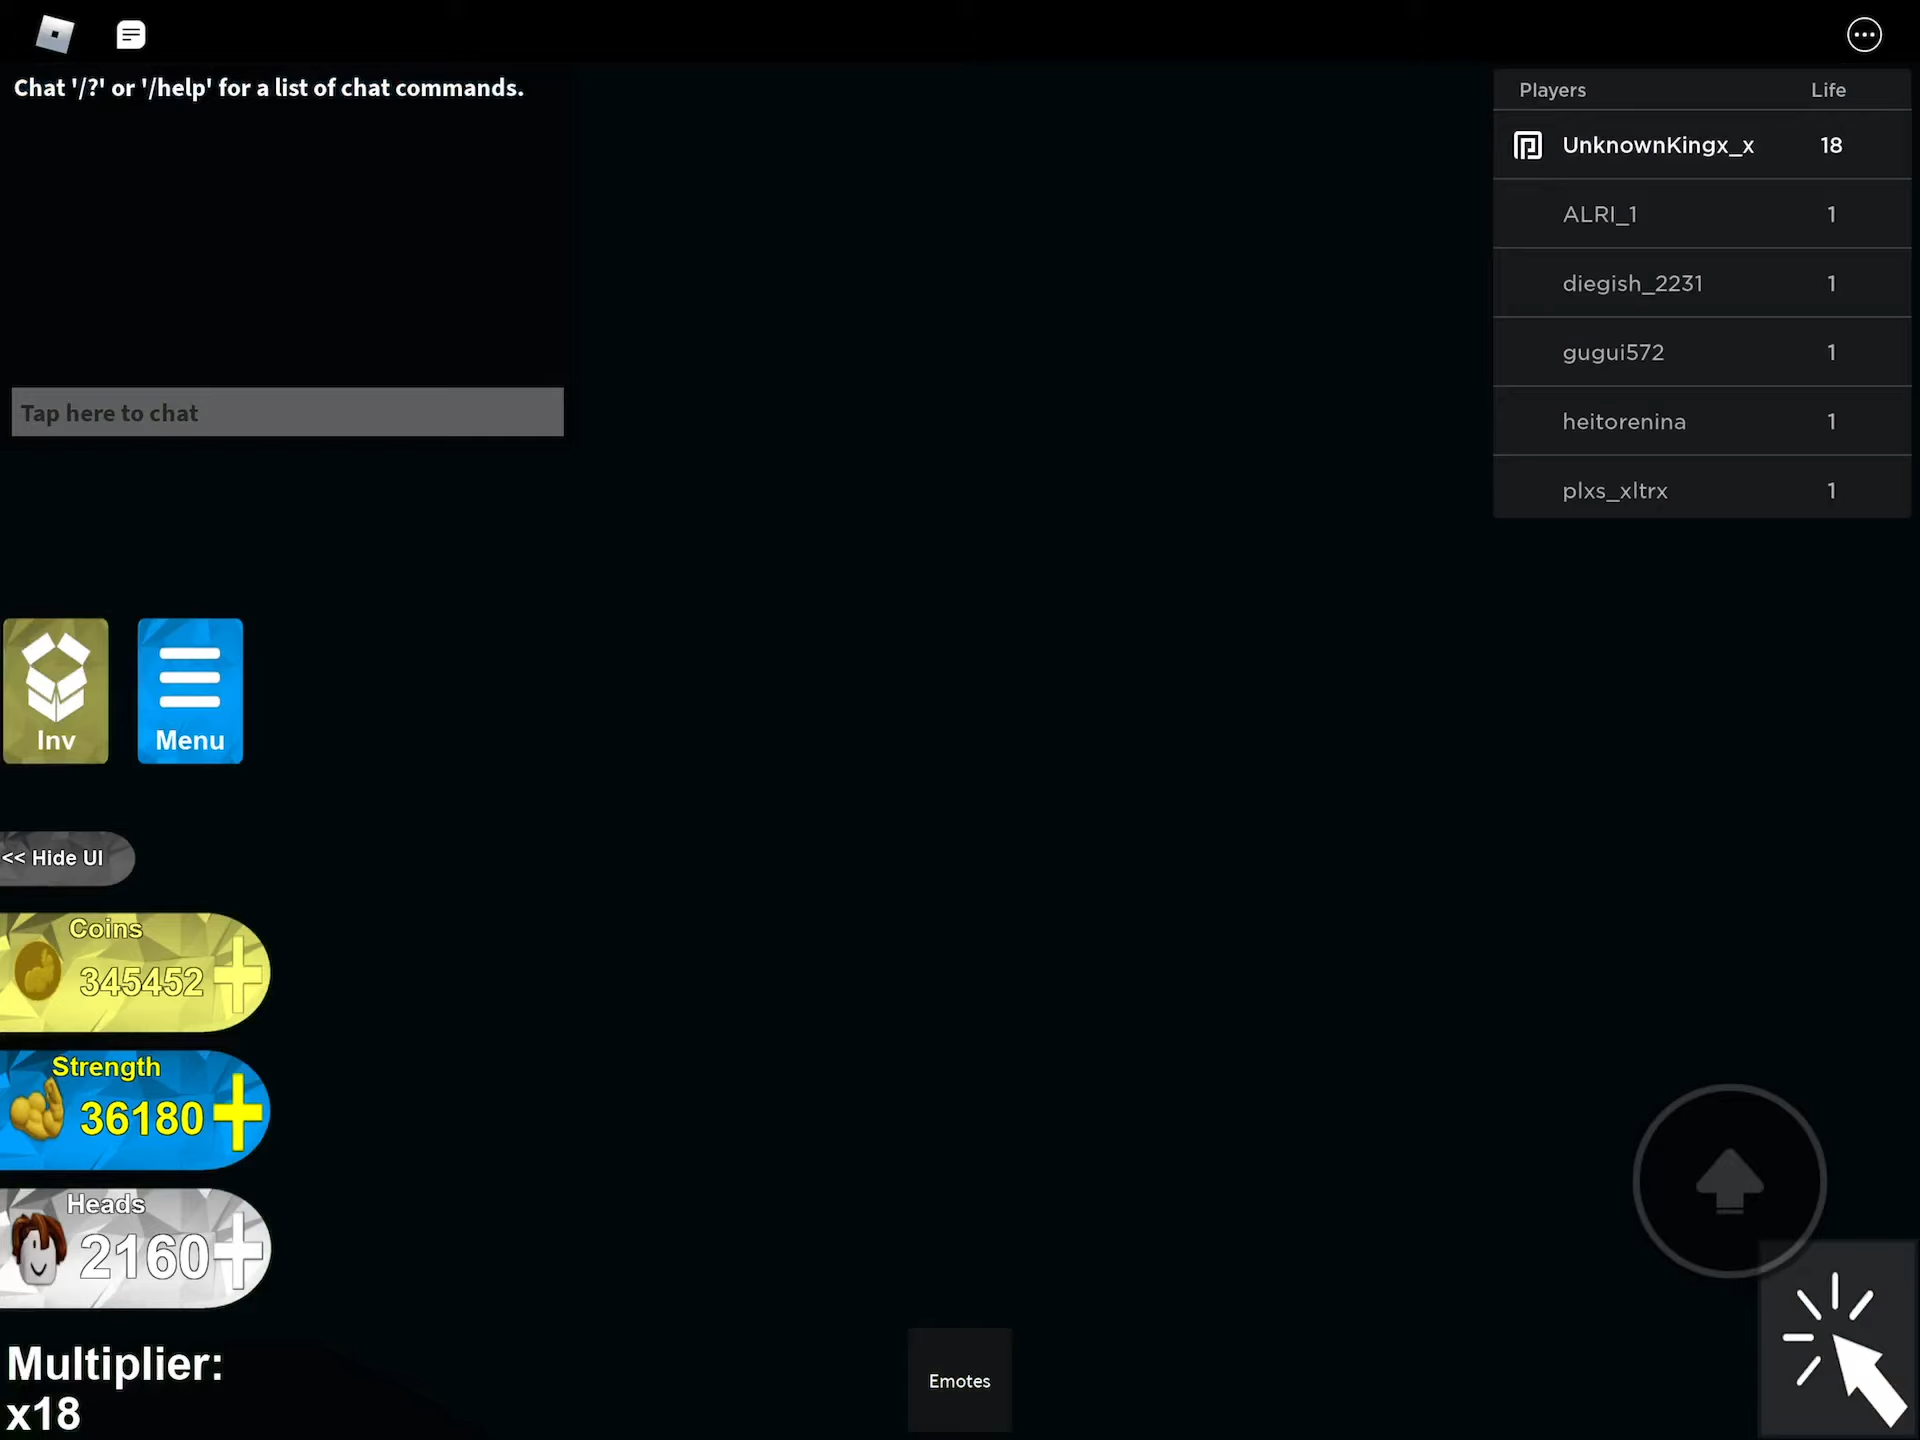 Chat '/?' or '/help' for a list of chat commands.
Tap here to chat
Players Life
UnknownKingx_x 18
ALRI_1 1
diegish_2231 1
gugui572 1
heitorenina 1
plxs_xltrx 1
Inv
Menu
<< Hide UI
Coins
345452
Strength
36180
Heads
2160
Multiplier:
x18
Emotes